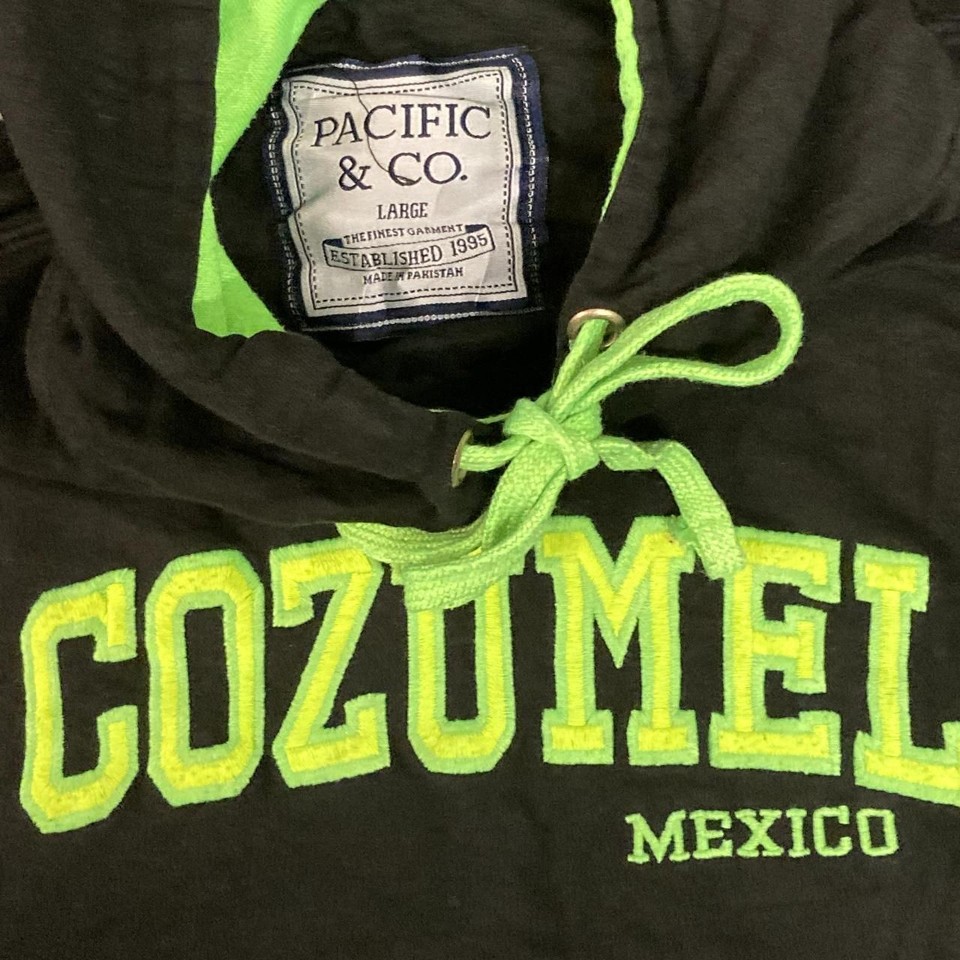 PACIFIC
& CO.
LARGE
THE FINEST GARMENT
ESTABLISHED 1995
MADE IN PAKISTAN
COZUMEL
MEXICO